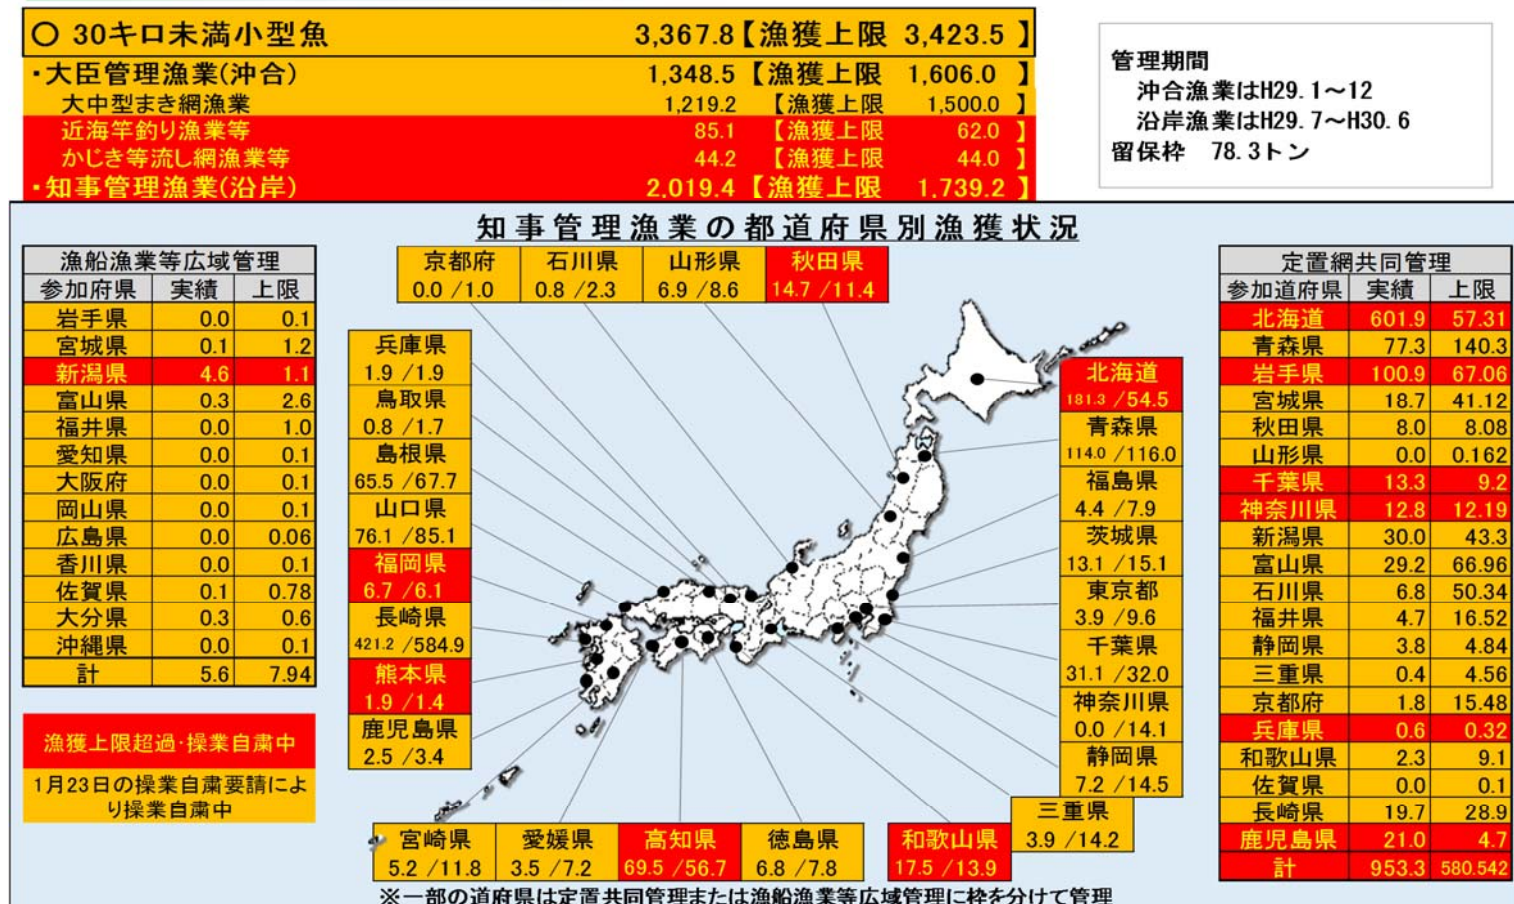 〇 30キロ未満小型魚 3,367.8【漁獲上限 3,423.5 】
・大臣管理漁業(沖合) 1,348.5 【漁獲上限 1,606.0 】
大中型まき網漁業 1,219.2 【漁獲上限 1,500.0 】
近海竿釣り漁業等 85.1 【漁獲上限 62.0 】
かじき等流し網漁業等 44.2 【漁獲上限 44.0 】
・知事管理漁業(沿岸) 2,019.4 【漁獲上限 1,739.2 】
管理期間
沖合漁業はH29.1～12
沿岸漁業はH29.7～H30.6
留保枠 78.3トン
知事管理漁業の都道府県別漁獲状況
漁船漁業等広域管理
参加府県 実績 上限
岩手県 0.0 0.1
宮城県 0.1 1.2
新潟県 4.6 1.1
富山県 0.3 2.6
福井県 0.0 1.0
愛知県 0.0 0.1
大阪府 0.0 0.1
岡山県 0.0 0.1
広島県 0.0 0.06
香川県 0.0 0.1
佐賀県 0.1 0.78
大分県 0.3 0.6
沖縄県 0.0 0.1
計 5.6 7.94
漁獲上限超過・操業自粛中
1月23日の操業自粛要請によ
り操業自粛中
京都府
0.0 /1.0
石川県
0.8 /2.3
山形県
6.9 /8.6
秋田県
14.7 /11.4
兵庫県
1.9 /1.9
鳥取県
0.8 /1.7
島根県
65.5 /67.7
山口県
76.1 /85.1
福岡県
6.7 /6.1
長崎県
421.2 /584.9
熊本県
1.9 /1.4
鹿児島県
2.5 /3.4
宮崎県
5.2 /11.8
愛媛県
3.5 /7.2
高知県
69.5 /56.7
徳島県
6.8 /7.8
和歌山県
17.5 /13.9
三重県
3.9 /14.2
北海道
181.3 /54.5
青森県
114.0 /116.0
福島県
4.4 /7.9
茨城県
13.1 /15.1
東京都
3.9 /9.6
千葉県
31.1 /32.0
神奈川県
0.0 /14.1
静岡県
7.2 /14.5
定置網共同管理
参加道府県 実績 上限
北海道 601.9 57.31
青森県 77.3 140.3
岩手県 100.9 67.06
宮城県 18.7 41.12
秋田県 8.0 8.08
山形県 0.0 0.162
千葉県 13.3 9.2
神奈川県 12.8 12.19
新潟県 30.0 43.3
富山県 29.2 66.96
石川県 6.8 50.34
福井県 4.7 16.52
静岡県 3.8 4.84
三重県 0.4 4.56
京都府 1.8 15.48
兵庫県 0.6 0.32
和歌山県 2.3 9.1
佐賀県 0.0 0.1
長崎県 19.7 28.9
鹿児島県 21.0 4.7
計 953.3 580.542
※一部の道府県は定置共同管理または漁船漁業等広域管理に枠を分けて管理